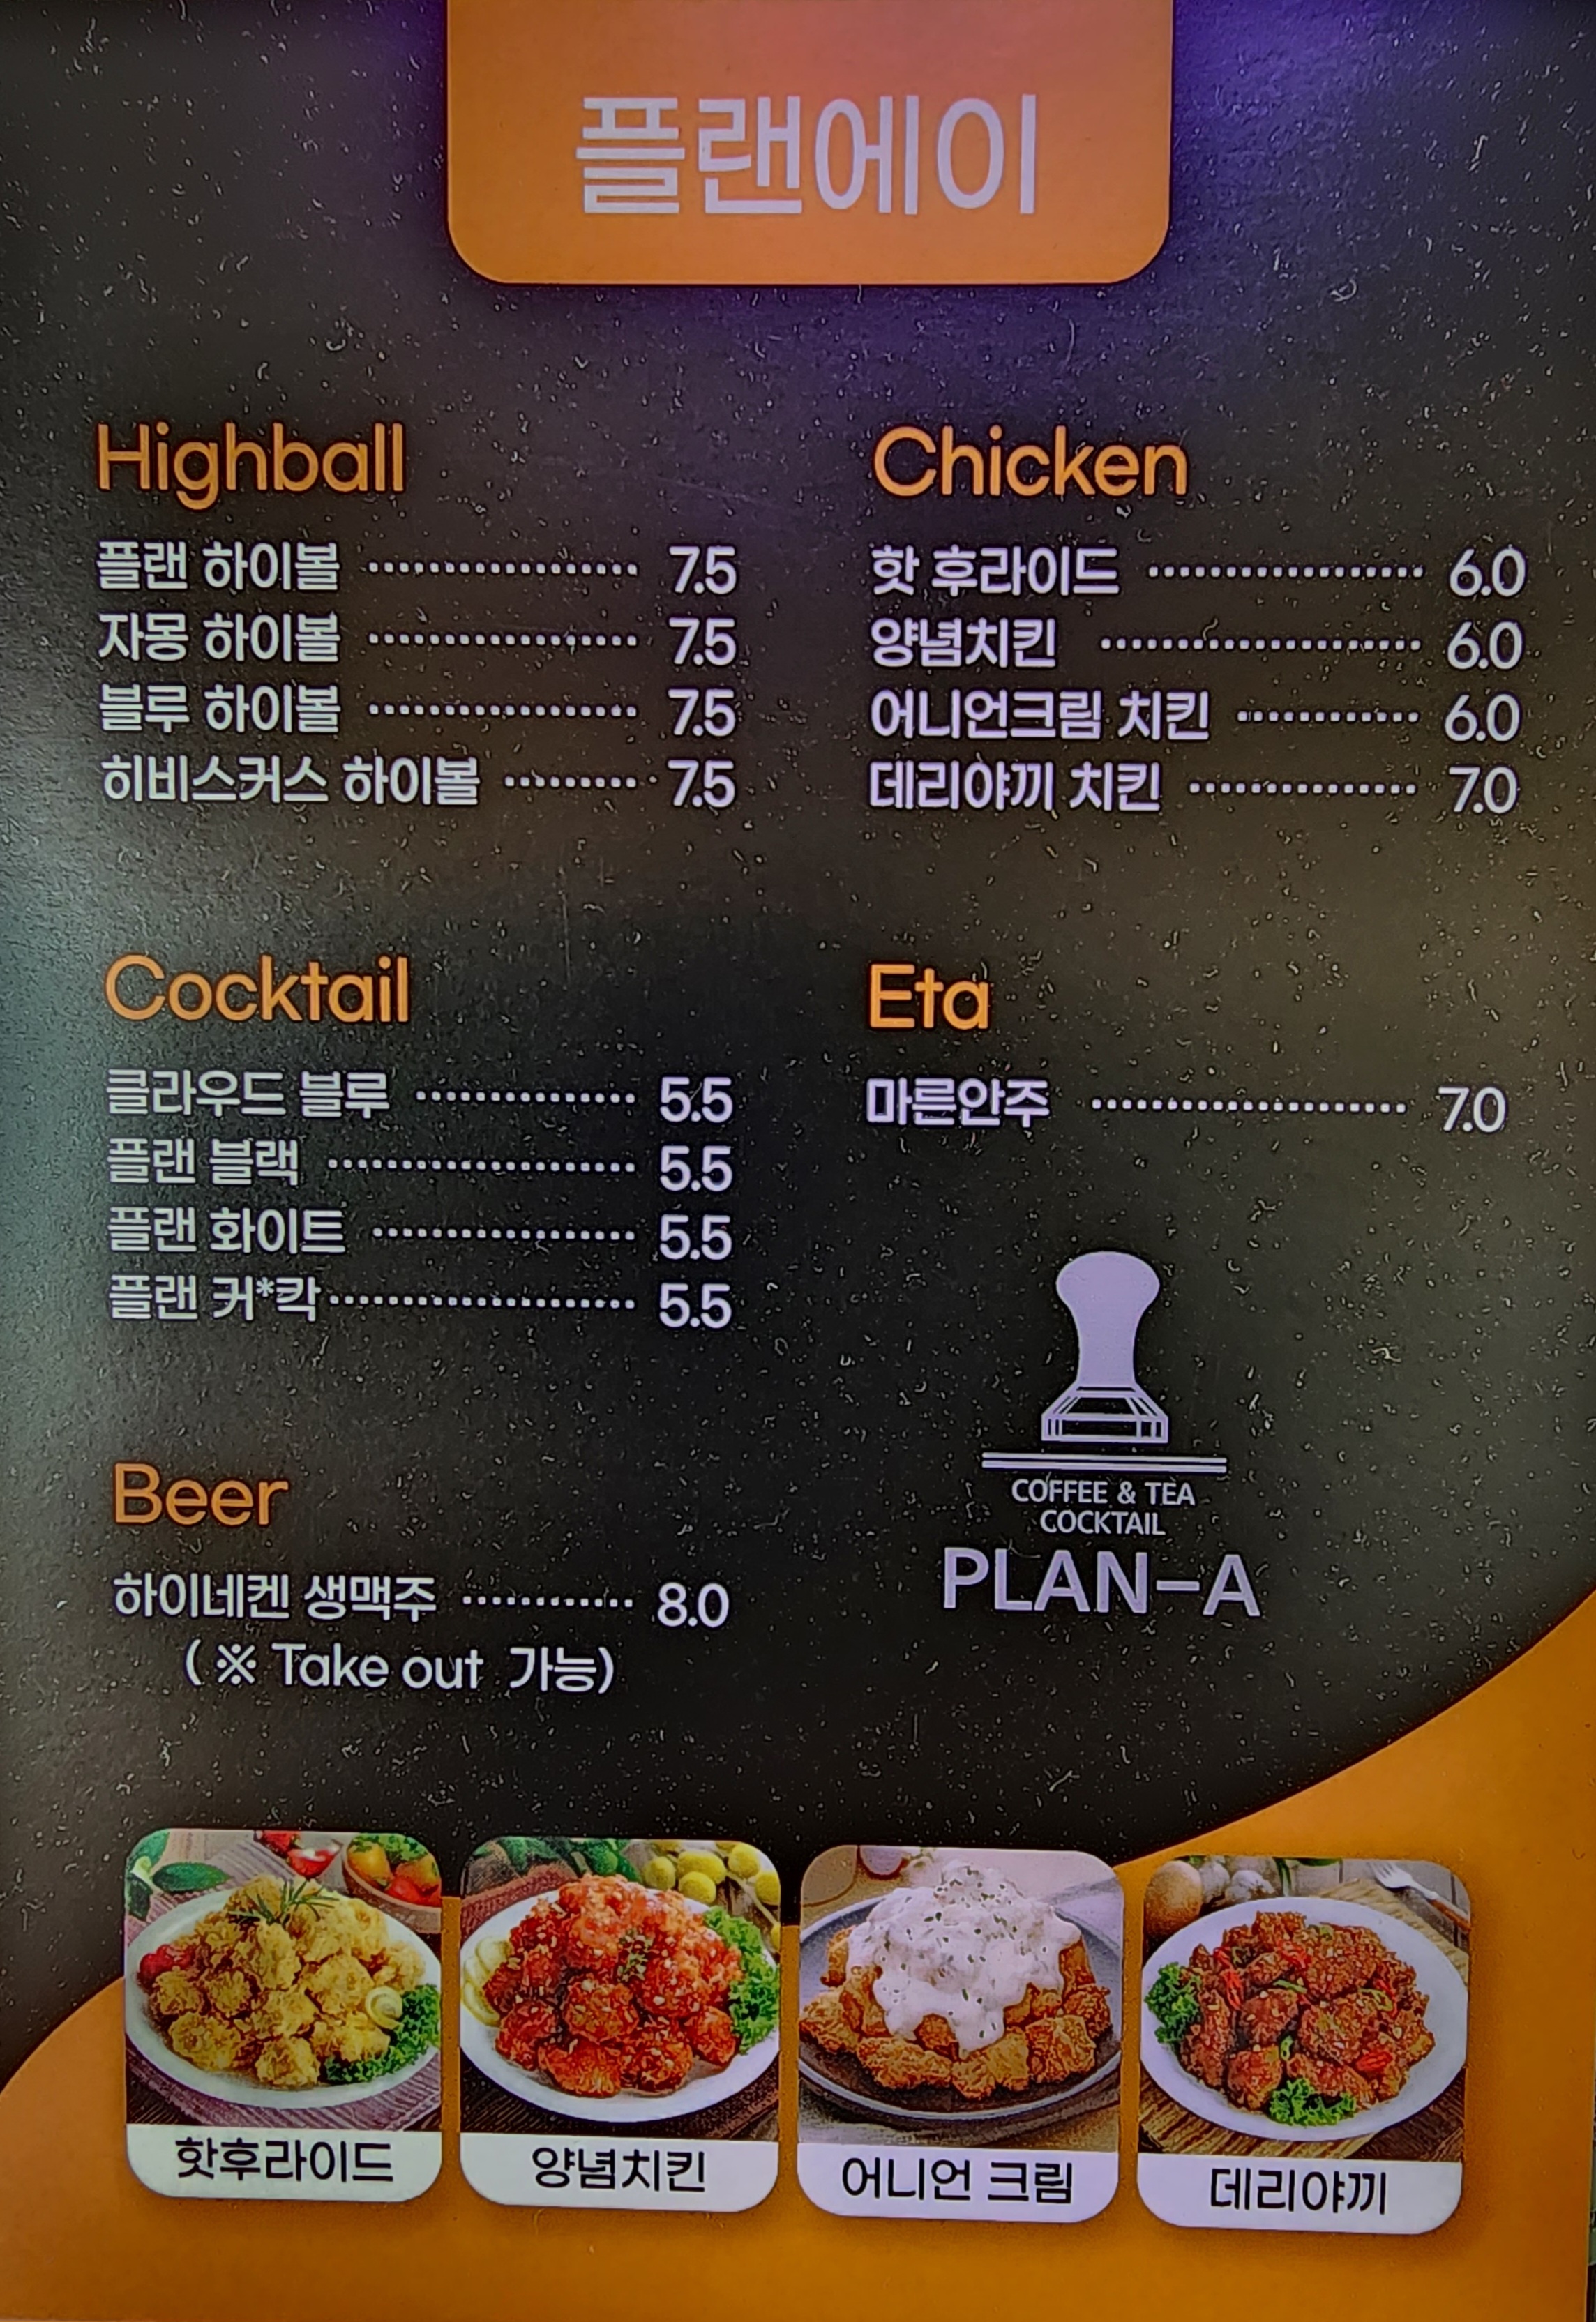 플랜에이
Highball
플랜 하이볼 ················· 7.5
자몽 하이볼 ················· 7.5
블루 하이볼 ················· 7.5
히비스커스 하이볼 ········· 7.5
Cocktail
클라우드 블루 ·············· 5.5
플랜 블랙 ···················· 5.5
플랜 화이트 ················· 5.5
플랜 커*칵···················· 5.5
Beer
하이네켄 생맥주 ············ 8.0
( ※ Take out 가능)
Chicken
핫 후라이드 ·················· 6.0
양념치킨 ····················· 6.0
어니언크림 치킨 ············ 6.0
데리야끼 치킨 ··············· 7.0
Eta
마른안주 ····················· 7.0
COFFEE & TEA
COCKTAIL
PLAN-A
핫후라이드
양념치킨
어니언 크림
데리야끼